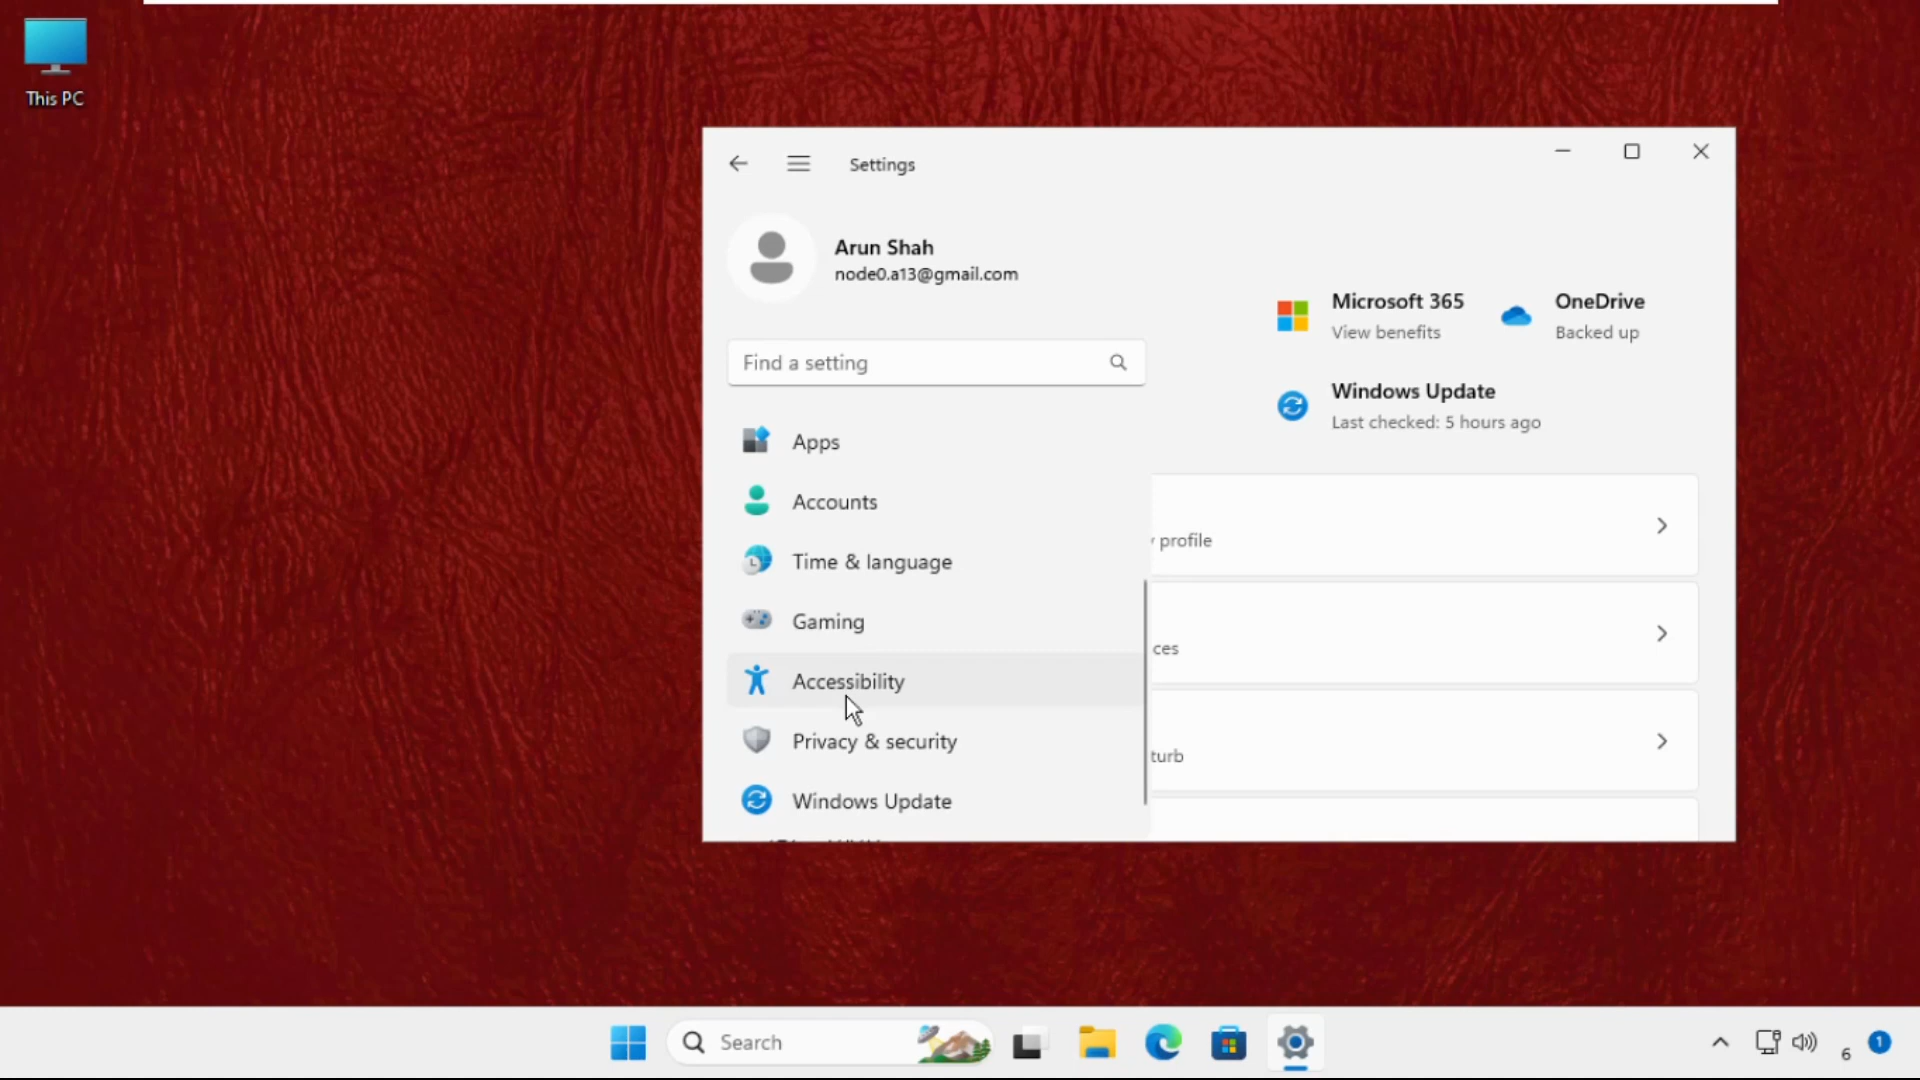 This PC
Settings
Arun Shah
node0.a13@gmail.com
Microsoft 365
View benefits
OneDrive
Backed up
Find a setting
Windows Update
Last checked: 5 hours ago
Apps
Accounts
profile
Time & language
Gaming
ces
Accessibility
Privacy & security
turb
Windows Update
Search
6
1